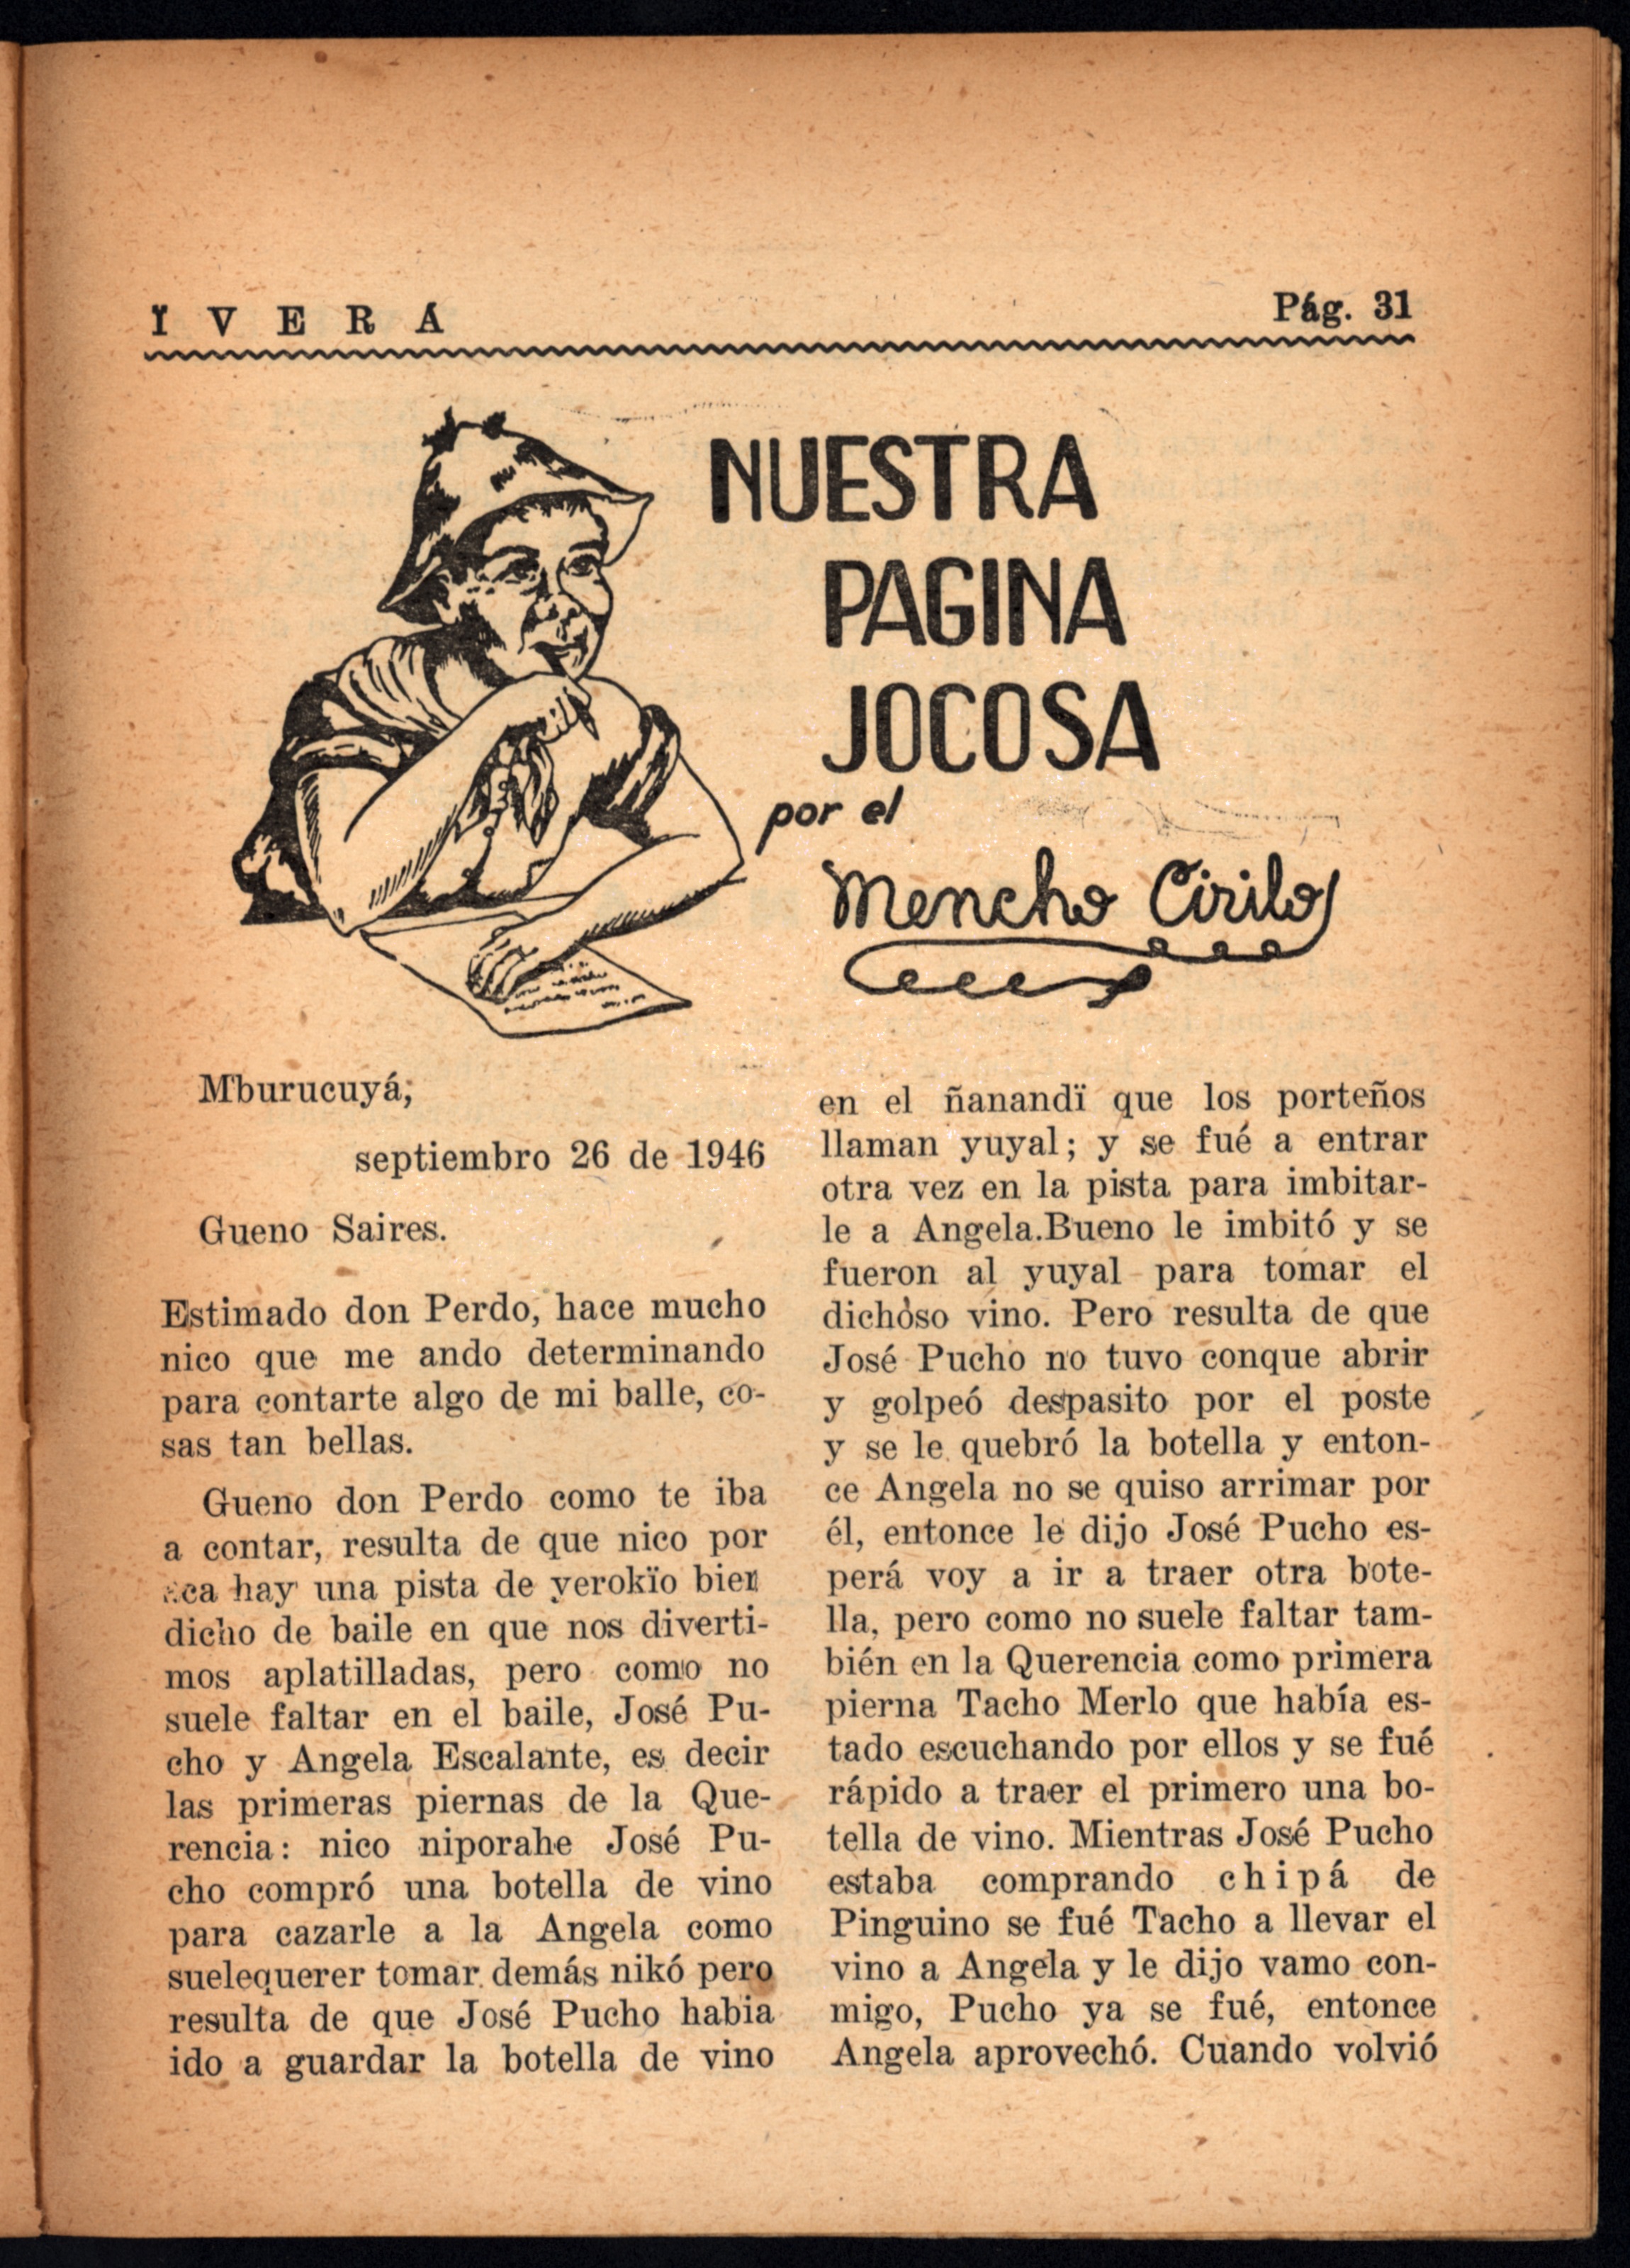 Ï V E R Á
Pág. 31
NUESTRA
PAGINA
JOCOSA
por el
Mencho Cirilo
M'burucuyá,
septiembro 26 de 1946
Gueno Saires.
Estimado don Perdo, hace mucho
nico que me ando determinando
para contarte algo de mi balle, co-
sas tan bellas.
Gueno don Perdo como te iba
a contar, resulta de que nico por
aca hay una pista de yerokïo bien
dicho de baile en que nos diverti-
mos aplatilladas, pero como no
suele faltar en el baile, José Pu-
cho y Angela Escalante, es decir
las primeras piernas de la Que-
rencia: nico niporahe José Pu-
cho compró una botella de vino
para cazarle a la Angela como
suelequerer tomar demás nikó pero
resulta de que José Pucho habia
ido a guardar la botella de vino
en el ñanandï que los porteños
llaman yuyal; y se fué a entrar
otra vez en la pista para imbitar-
le a Angela.Bueno le imbitó y se
fueron al yuyal para tomar el
dichoso vino. Pero resulta de que
José Pucho no tuvo conque abrir
y golpeó despasito por el poste
y se le quebró la botella y enton-
ce Angela no se quiso arrimar por
él, entonce le dijo José Pucho es-
perá voy a ir a traer otra bote-
lla, pero como no suele faltar tam-
bién en la Querencia como primera
pierna Tacho Merlo que había es-
tado escuchando por ellos y se fué
rápido a traer el primero una bo-
tella de vino. Mientras José Pucho
estaba comprando chipá de
Pinguino se fué Tacho a llevar el
vino a Angela y le dijo vamo con-
migo, Pucho ya se fué, entonce
Angela aprovechó. Cuando volvió